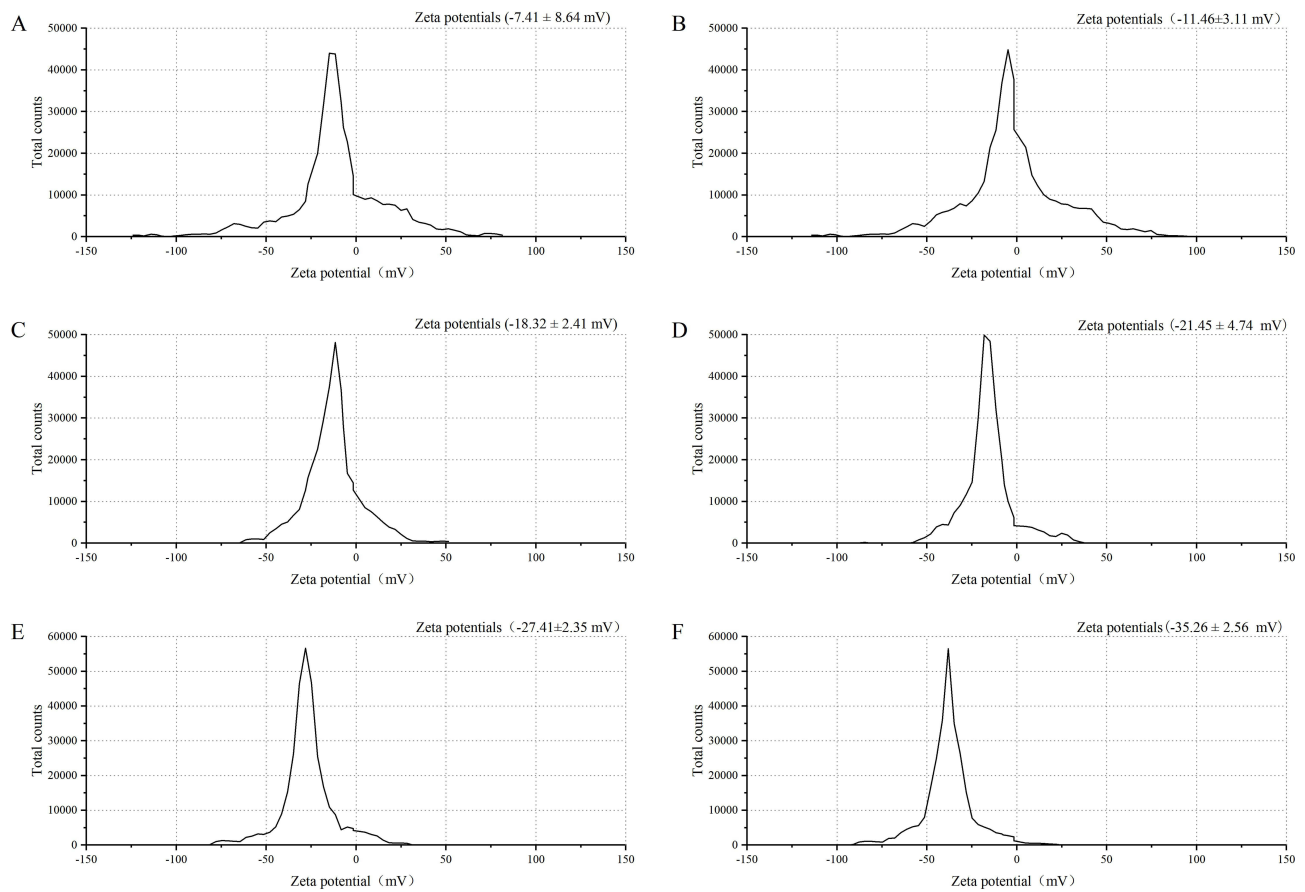 A
Zeta potentials (-7.41 ± 8.64 mV)
50000
40000
30000
20000
10000
0
Total counts
-150 -100 -50 0 50 100 150
Zeta potential（mV）
B
Zeta potentials（-11.46±3.11 mV）
50000
40000
30000
20000
10000
0
Total counts
-150 -100 -50 0 50 100 150
Zeta potential（mV）
C
Zeta potentials (-18.32 ± 2.41 mV)
50000
40000
30000
20000
10000
0
Total counts
-150 -100 -50 0 50 100 150
Zeta potential（mV）
D
Zeta potentials（-21.45 ± 4.74 mV）
50000
40000
30000
20000
10000
0
Total counts
-150 -100 -50 0 50 100 150
Zeta potential（mV）
E
Zeta potentials（-27.41±2.35 mV）
60000
50000
40000
30000
20000
10000
0
Total counts
-150 -100 -50 0 50 100 150
Zeta potential（mV）
F
Zeta potentials（-35.26 ± 2.56 mV）
60000
50000
40000
30000
20000
10000
0
Total counts
-150 -100 -50 0 50 100 150
Zeta potential（mV）